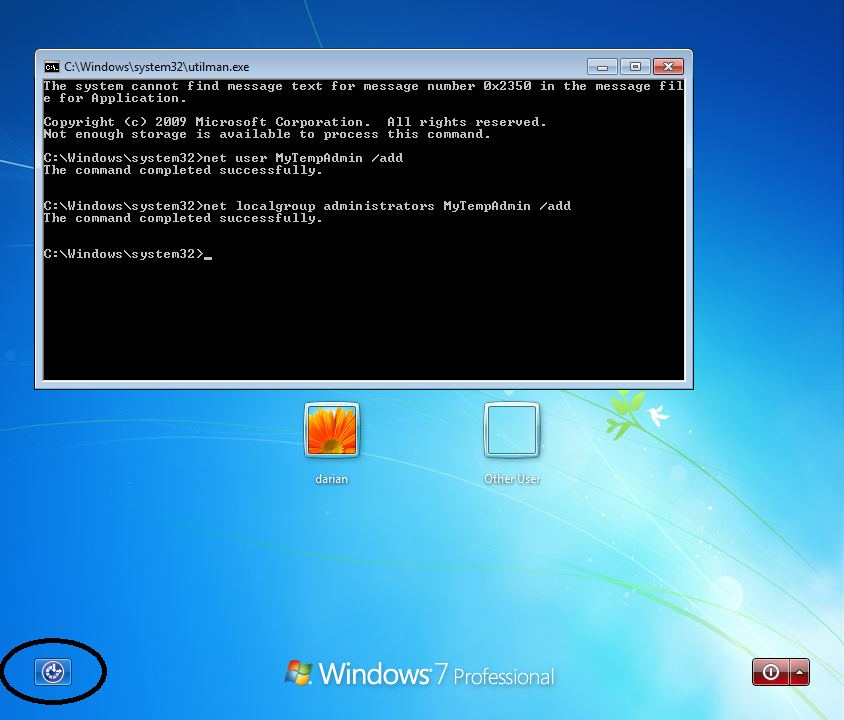 C:\Windows\system32\utilman.exe
The system cannot find message text for message number 0x2350 in the message fil
e for Application.
Copyright (c) 2009 Microsoft Corporation.  All rights reserved.
Not enough storage is available to process this command.
C:\Windows\system32>net user MyTempAdmin /add
The command completed successfully.
C:\Windows\system32>net localgroup administrators MyTempAdmin /add
The command completed successfully.
C:\Windows\system32>_
darian
Other User
Windows 7 Professional